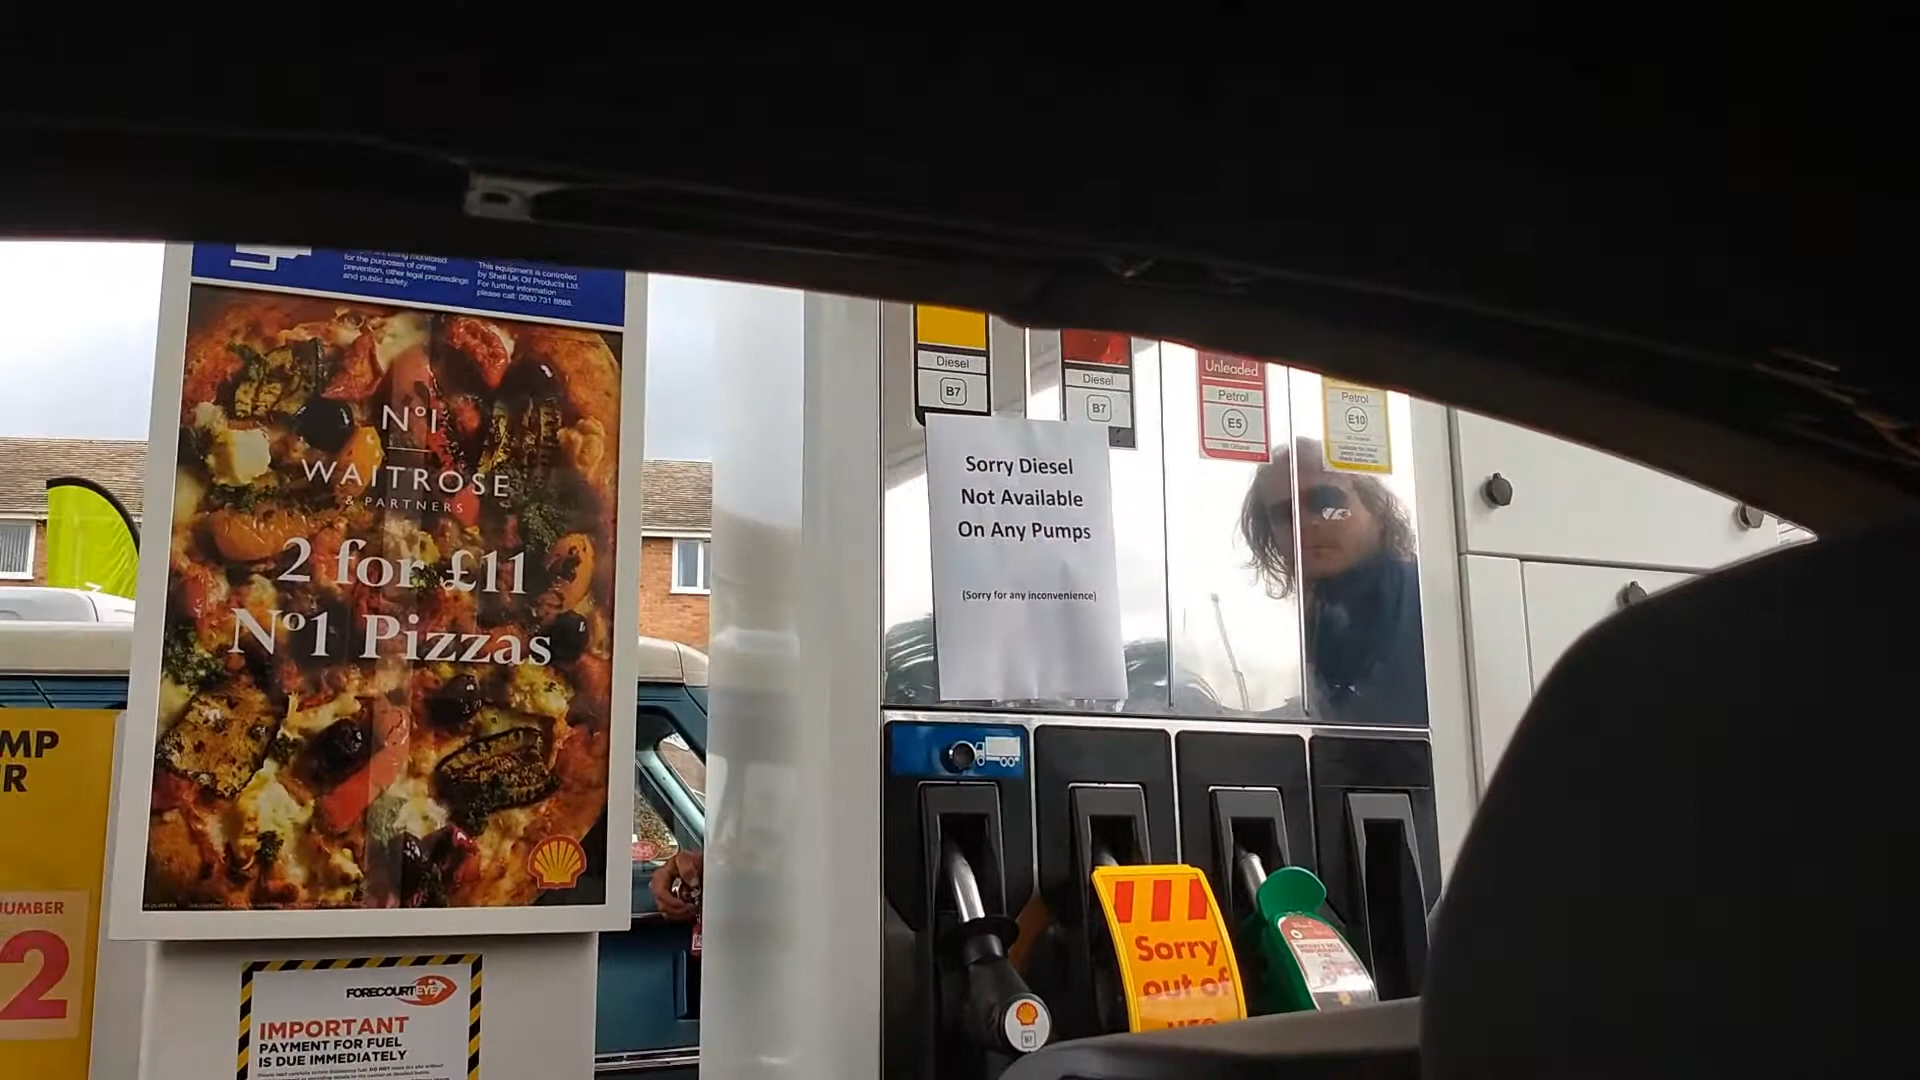 for the purposes of crime
prevention, other legal proceedings
and public safety.
This equipment is controlled
by Shell UK Oil Products Ltd.
For further information
please call: 0800 731 8888.
Nº1
WAITROSE
& PARTNERS
2 for £11
Nº1 Pizzas
MP
R
NUMBER
2
FORECOURTEYE
IMPORTANT
PAYMENT FOR FUEL
IS DUE IMMEDIATELY
Diesel
B7
Diesel
B7
Unleaded
Petrol
E5
Petrol
E10
Sorry Diesel
Not Available
On Any Pumps
(Sorry for any inconvenience)
Sorry
out of
B7